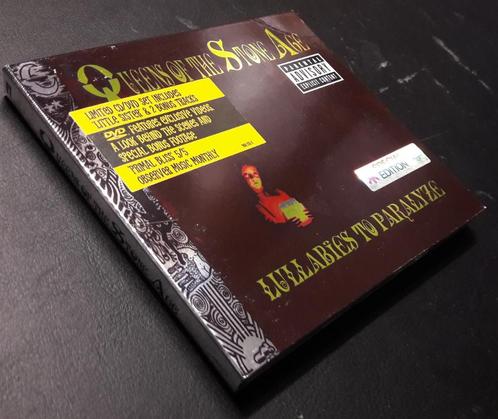 QUEENS OF THE STONE AGE
PARENTAL
ADVISORY
EXPLICIT CONTENT
LIMITED CD/DVD SET INCLUDES
'LITTLE SISTER' & 2 BONUS TRACKS
DVD FEATURES EXCLUSIVE VIDEOS
A LOOK BEHIND THE SCENES AND
SPECIAL BONUS FOOTAGE
'PRIMAL BLISS' 5/5
OBSERVER MUSIC MONTHLY
EDITION
LULLABIES TO PARALYZE
QUEENS OF THE STONE AGE